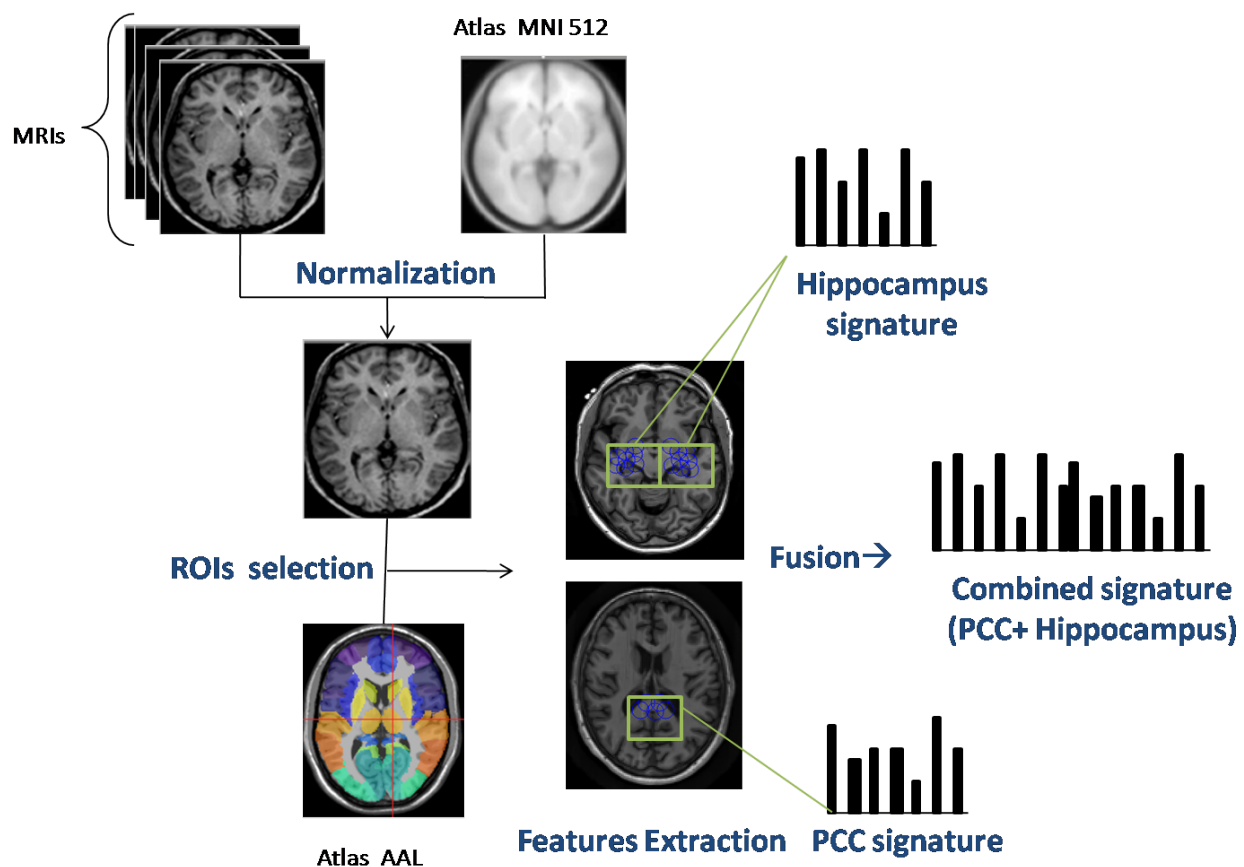 Atlas MNI 512
MRIs
Normalization
Hippocampus
signature
ROIs selection
Fusion→
Combined signature
(PCC+ Hippocampus)
Features Extraction
PCC signature
Atlas AAL